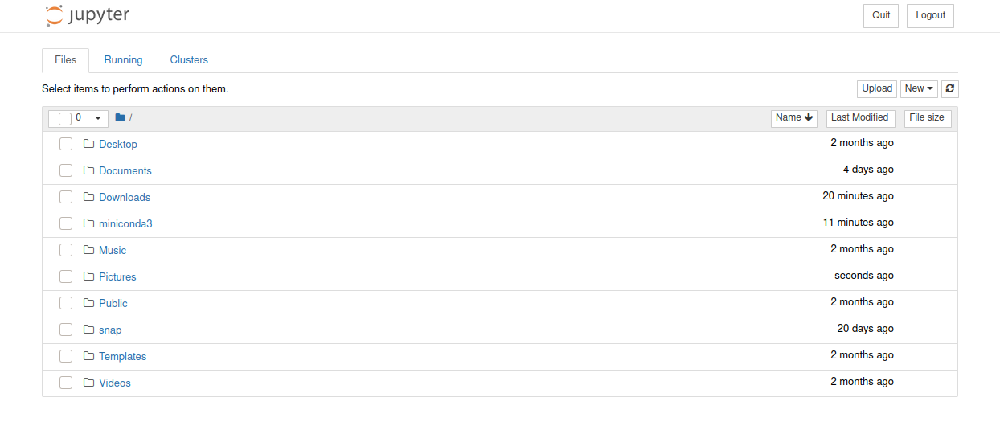 jupyter Quit Logout
Files Running Clusters
Select items to perform actions on them. Upload New
0 / Name Last Modified File size
Desktop 2 months ago
Documents 4 days ago
Downloads 20 minutes ago
miniconda3 11 minutes ago
Music 2 months ago
Pictures seconds ago
Public 2 months ago
snap 20 days ago
Templates 2 months ago
Videos 2 months ago